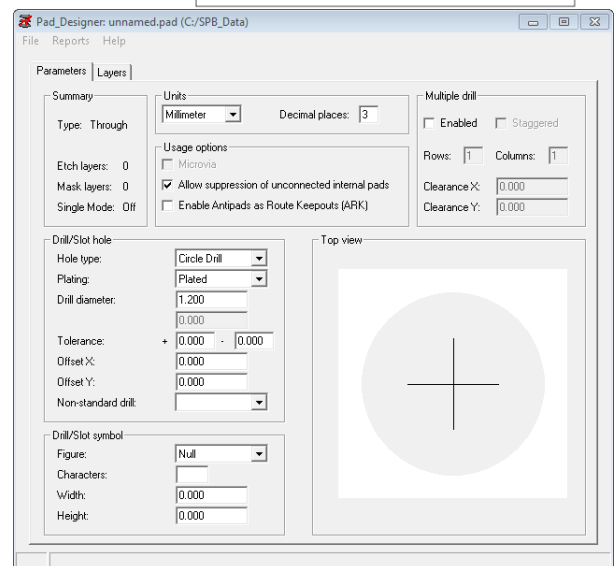 Pad_Designer: unnamed.pad (C:/SPB_Data)
File Reports Help
Parameters Layers
Summary
Type: Through
Etch layers: 0
Mask layers: 0
Single Mode: Off
Units
Millimeter Decimal places: 3
Usage options
Microvia
Allow suppression of unconnected internal pads
Enable Antipads as Route Keepouts (ARK)
Multiple drill
Enabled Staggered
Rows: 1 Columns: 1
Clearance X: 0.000
Clearance Y: 0.000
Drill/Slot hole
Hole type: Circle Drill
Plating: Plated
Drill diameter: 1.200
0.000
Tolerance: + 0.000 - 0.000
Offset X: 0.000
Offset Y: 0.000
Non-standard drill:
Drill/Slot symbol
Figure: Null
Characters:
Width: 0.000
Height: 0.000
Top view